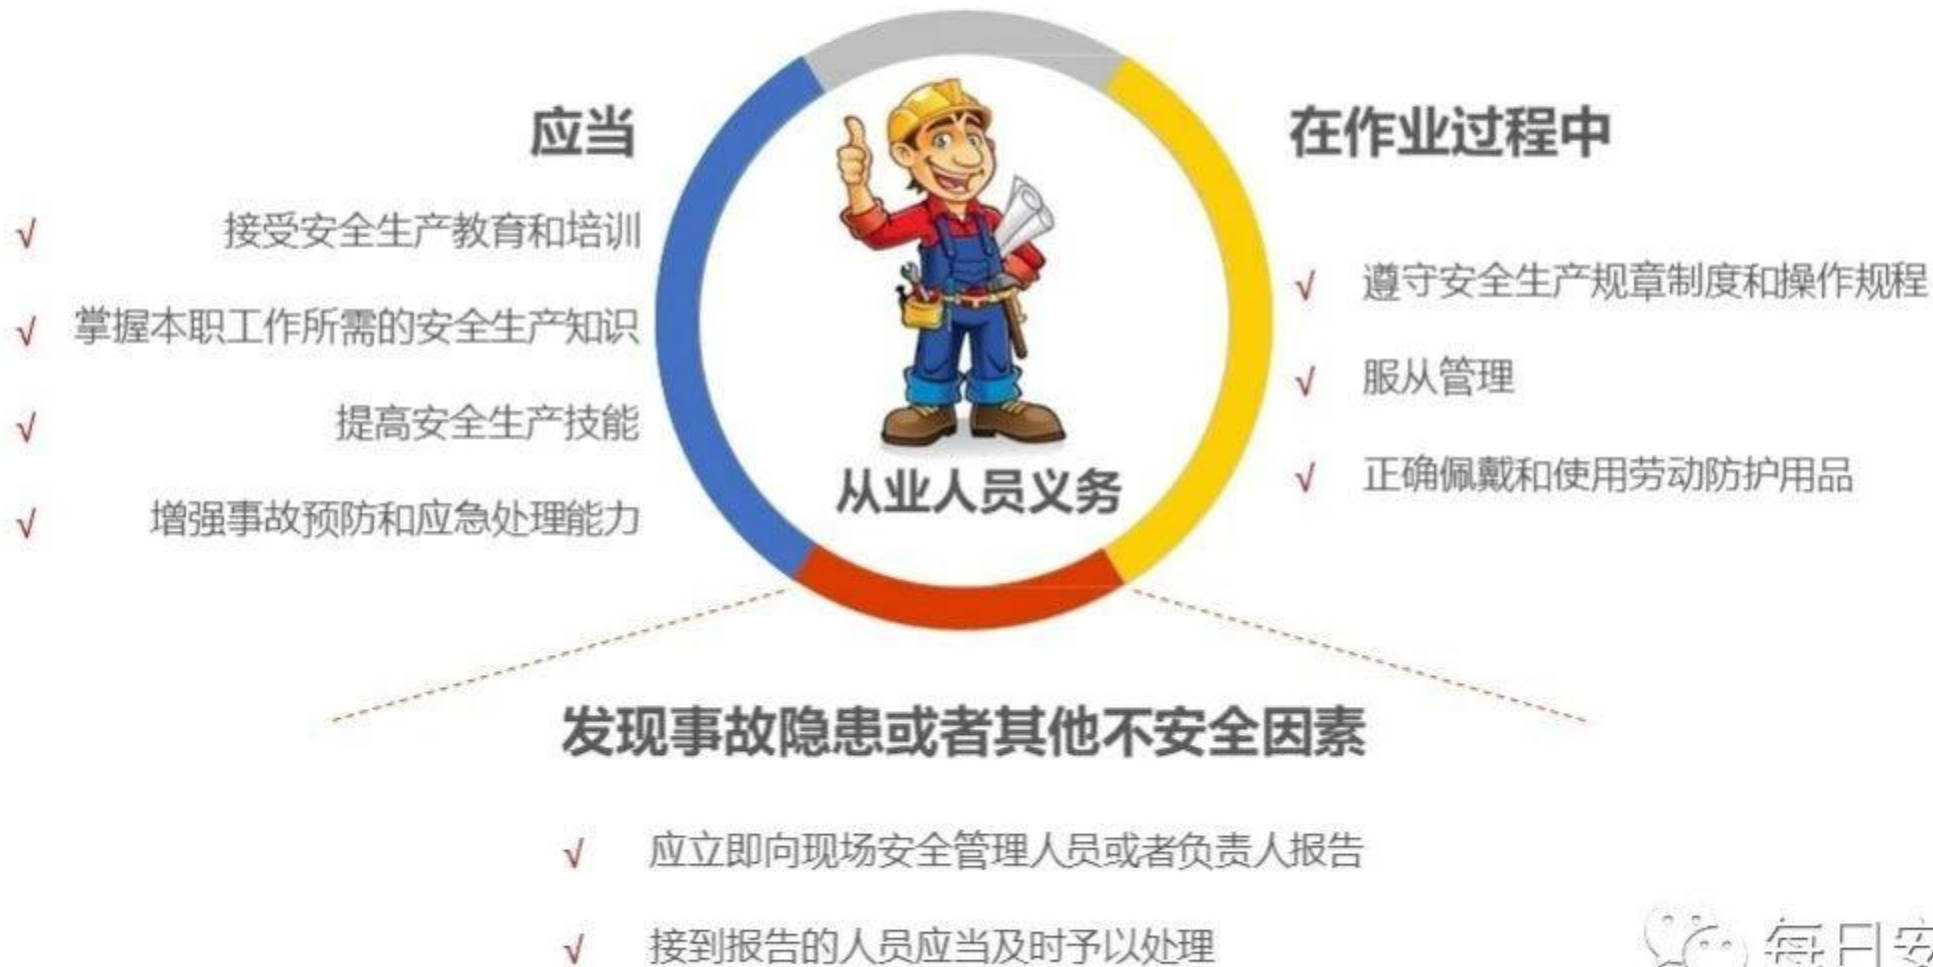 应当
√ 接受安全生产教育和培训
√ 掌握本职工作所需的安全生产知识
√ 提高安全生产技能
√ 增强事故预防和应急处理能力
从业人员义务
在作业过程中
√ 遵守安全生产规章制度和操作规程
√ 服从管理
√ 正确佩戴和使用劳动防护用品
发现事故隐患或者其他不安全因素
√ 应立即向现场安全管理人员或者负责人报告
√ 接到报告的人员应当及时予以处理
每日安